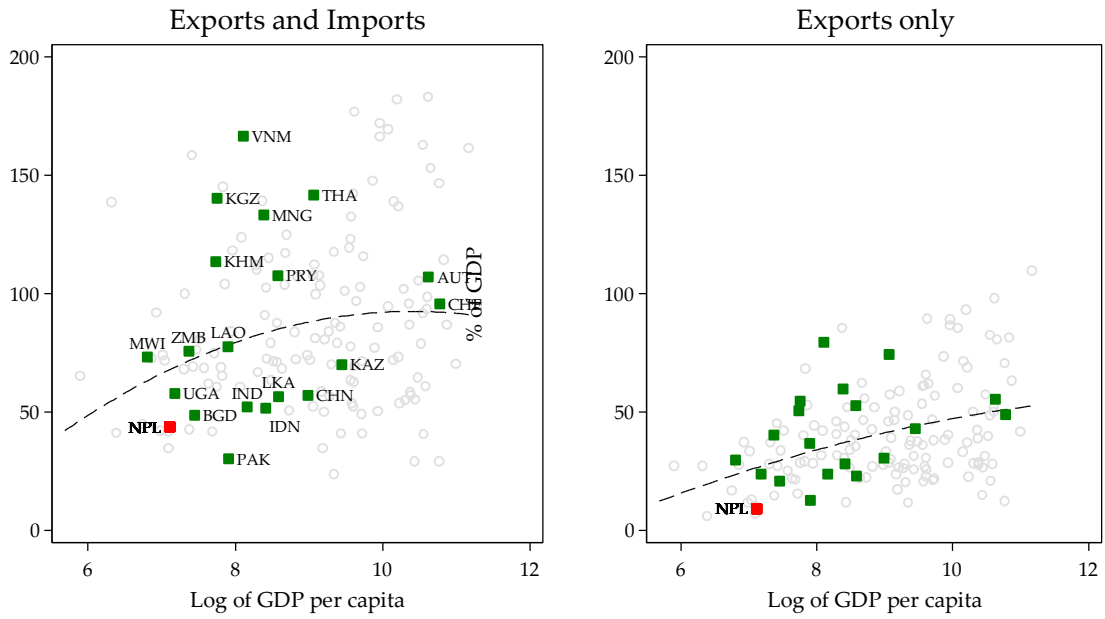 Exports and Imports
200
150
100
50
0
VNM
KGZ
THA
MNG
KHM
PRY
AUT
CHE
MWI
ZMB
LAO
KAZ
UGA
IND
LKA
CHN
BGD
IDN
NPL
PAK
6
8
10
12
Log of GDP per capita
% of GDP
Exports only
200
150
100
50
0
NPL
6
8
10
12
Log of GDP per capita